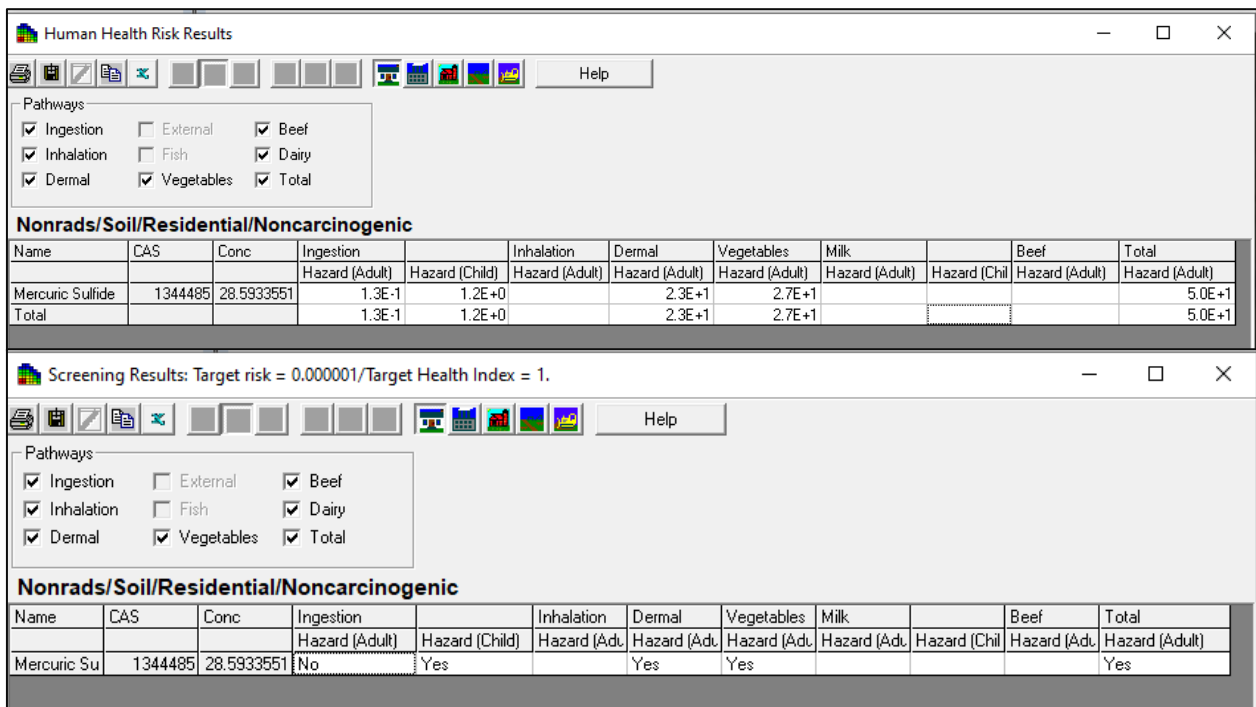 Human Health Risk Results
Help
Pathways
Ingestion External Beef
Inhalation Fish Dairy
Dermal Vegetables Total
Nonrads/Soil/Residential/Noncarcinogenic
Name CAS Conc Ingestion Inhalation Dermal Vegetables Milk Beef Total
Hazard (Adult) Hazard (Child) Hazard (Adult) Hazard (Adult) Hazard (Adult) Hazard (Adult) Hazard (Chil Hazard (Adult) Hazard (Adult)
Mercuric Sulfide 1344485 28.5933551 1.3E-1 1.2E+0 2.3E+1 2.7E+1 5.0E+1
Total 1.3E-1 1.2E+0 2.3E+1 2.7E+1 5.0E+1
Screening Results: Target risk = 0.000001/Target Health Index = 1.
Help
Pathways
Ingestion External Beef
Inhalation Fish Dairy
Dermal Vegetables Total
Nonrads/Soil/Residential/Noncarcinogenic
Name CAS Conc Ingestion Inhalation Dermal Vegetables Milk Beef Total
Hazard (Adult) Hazard (Child) Hazard (Adu Hazard (Adu Hazard (Adu Hazard (Adu Hazard (Chil Hazard (Adu Hazard (Adult)
Mercuric Su 1344485 28.5933551 No Yes Yes Yes Yes